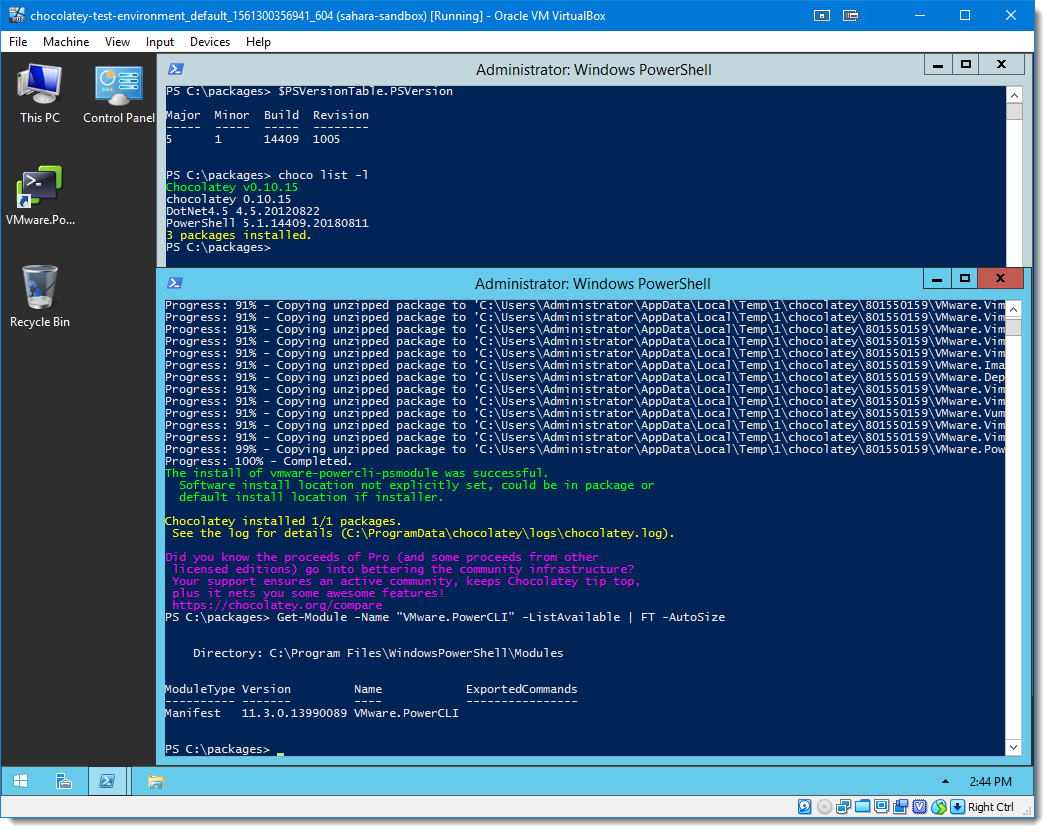 chocolatey-test-environment_default_1561300356941_604 (sahara-sandbox) [Running] - Oracle VM VirtualBox
File Machine View Input Devices Help
This PC
Control Panel
VMware.Po...
Recycle Bin
Administrator: Windows PowerShell
PS C:\packages> $PSVersionTable.PSVersion
Major Minor Build Revision
----- ----- ----- --------
5 1 14409 1005
PS C:\packages> choco list -l
Chocolatey v0.10.15
chocolatey 0.10.15
DotNet4.5 4.5.20120822
PowerShell 5.1.14409.20180811
3 packages installed.
PS C:\packages>
Administrator: Windows PowerShell
Progress: 91% - Copying unzipped package to 'C:\Users\Administrator\AppData\Local\Temp\1\chocolatey\801550159\VMware.Vim
Progress: 91% - Copying unzipped package to 'C:\Users\Administrator\AppData\Local\Temp\1\chocolatey\801550159\VMware.Vim
Progress: 91% - Copying unzipped package to 'C:\Users\Administrator\AppData\Local\Temp\1\chocolatey\801550159\VMware.Vim
Progress: 91% - Copying unzipped package to 'C:\Users\Administrator\AppData\Local\Temp\1\chocolatey\801550159\VMware.Vim
Progress: 91% - Copying unzipped package to 'C:\Users\Administrator\AppData\Local\Temp\1\chocolatey\801550159\VMware.Vim
Progress: 91% - Copying unzipped package to 'C:\Users\Administrator\AppData\Local\Temp\1\chocolatey\801550159\VMware.Ima
Progress: 91% - Copying unzipped package to 'C:\Users\Administrator\AppData\Local\Temp\1\chocolatey\801550159\VMware.Dep
Progress: 91% - Copying unzipped package to 'C:\Users\Administrator\AppData\Local\Temp\1\chocolatey\801550159\VMware.Vim
Progress: 91% - Copying unzipped package to 'C:\Users\Administrator\AppData\Local\Temp\1\chocolatey\801550159\VMware.Vim
Progress: 91% - Copying unzipped package to 'C:\Users\Administrator\AppData\Local\Temp\1\chocolatey\801550159\VMware.Vum
Progress: 91% - Copying unzipped package to 'C:\Users\Administrator\AppData\Local\Temp\1\chocolatey\801550159\VMware.Vim
Progress: 91% - Copying unzipped package to 'C:\Users\Administrator\AppData\Local\Temp\1\chocolatey\801550159\VMware.Vim
Progress: 99% - Copying unzipped package to 'C:\Users\Administrator\AppData\Local\Temp\1\chocolatey\801550159\VMware.Pow
Progress: 100% - Completed.
The install of vmware-powercli-psmodule was successful.
Software install location not explicitly set, could be in package or
default install location if installer.
Chocolatey installed 1/1 packages.
See the log for details (C:\ProgramData\chocolatey\logs\chocolatey.log).
Did you know the proceeds of Pro (and some proceeds from other
licensed editions) go into bettering the community infrastructure?
Your support ensures an active community, keeps Chocolatey tip top,
plus it nets you some awesome features!
https://chocolatey.org/compare
PS C:\packages> Get-Module -Name "VMware.PowerCLI" -ListAvailable | FT -AutoSize
Directory: C:\Program Files\WindowsPowerShell\Modules
ModuleType Version Name ExportedCommands
---------- ------- ---- ----------------
Manifest 11.3.0.13990089 VMware.PowerCLI
PS C:\packages> _
2:44 PM
Right Ctrl